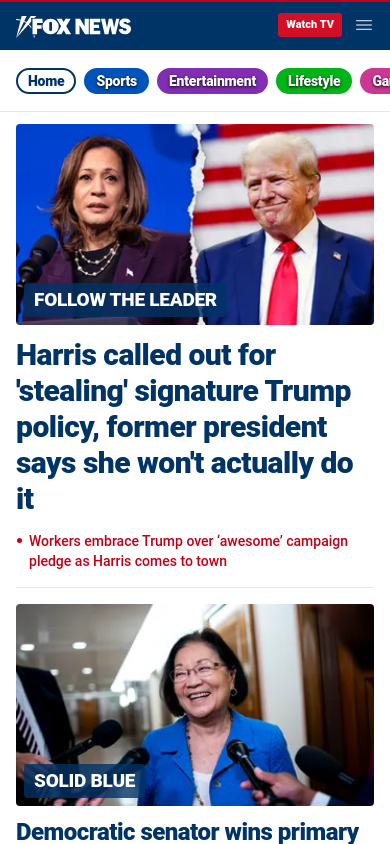 FOX NEWS
Watch TV
Home
Sports
Entertainment
Lifestyle
Ga
FOLLOW THE LEADER
Harris called out for
'stealing' signature Trump
policy, former president
says she won't actually do
it
Workers embrace Trump over ‘awesome’ campaign
pledge as Harris comes to town
SOLID BLUE
Democratic senator wins primary